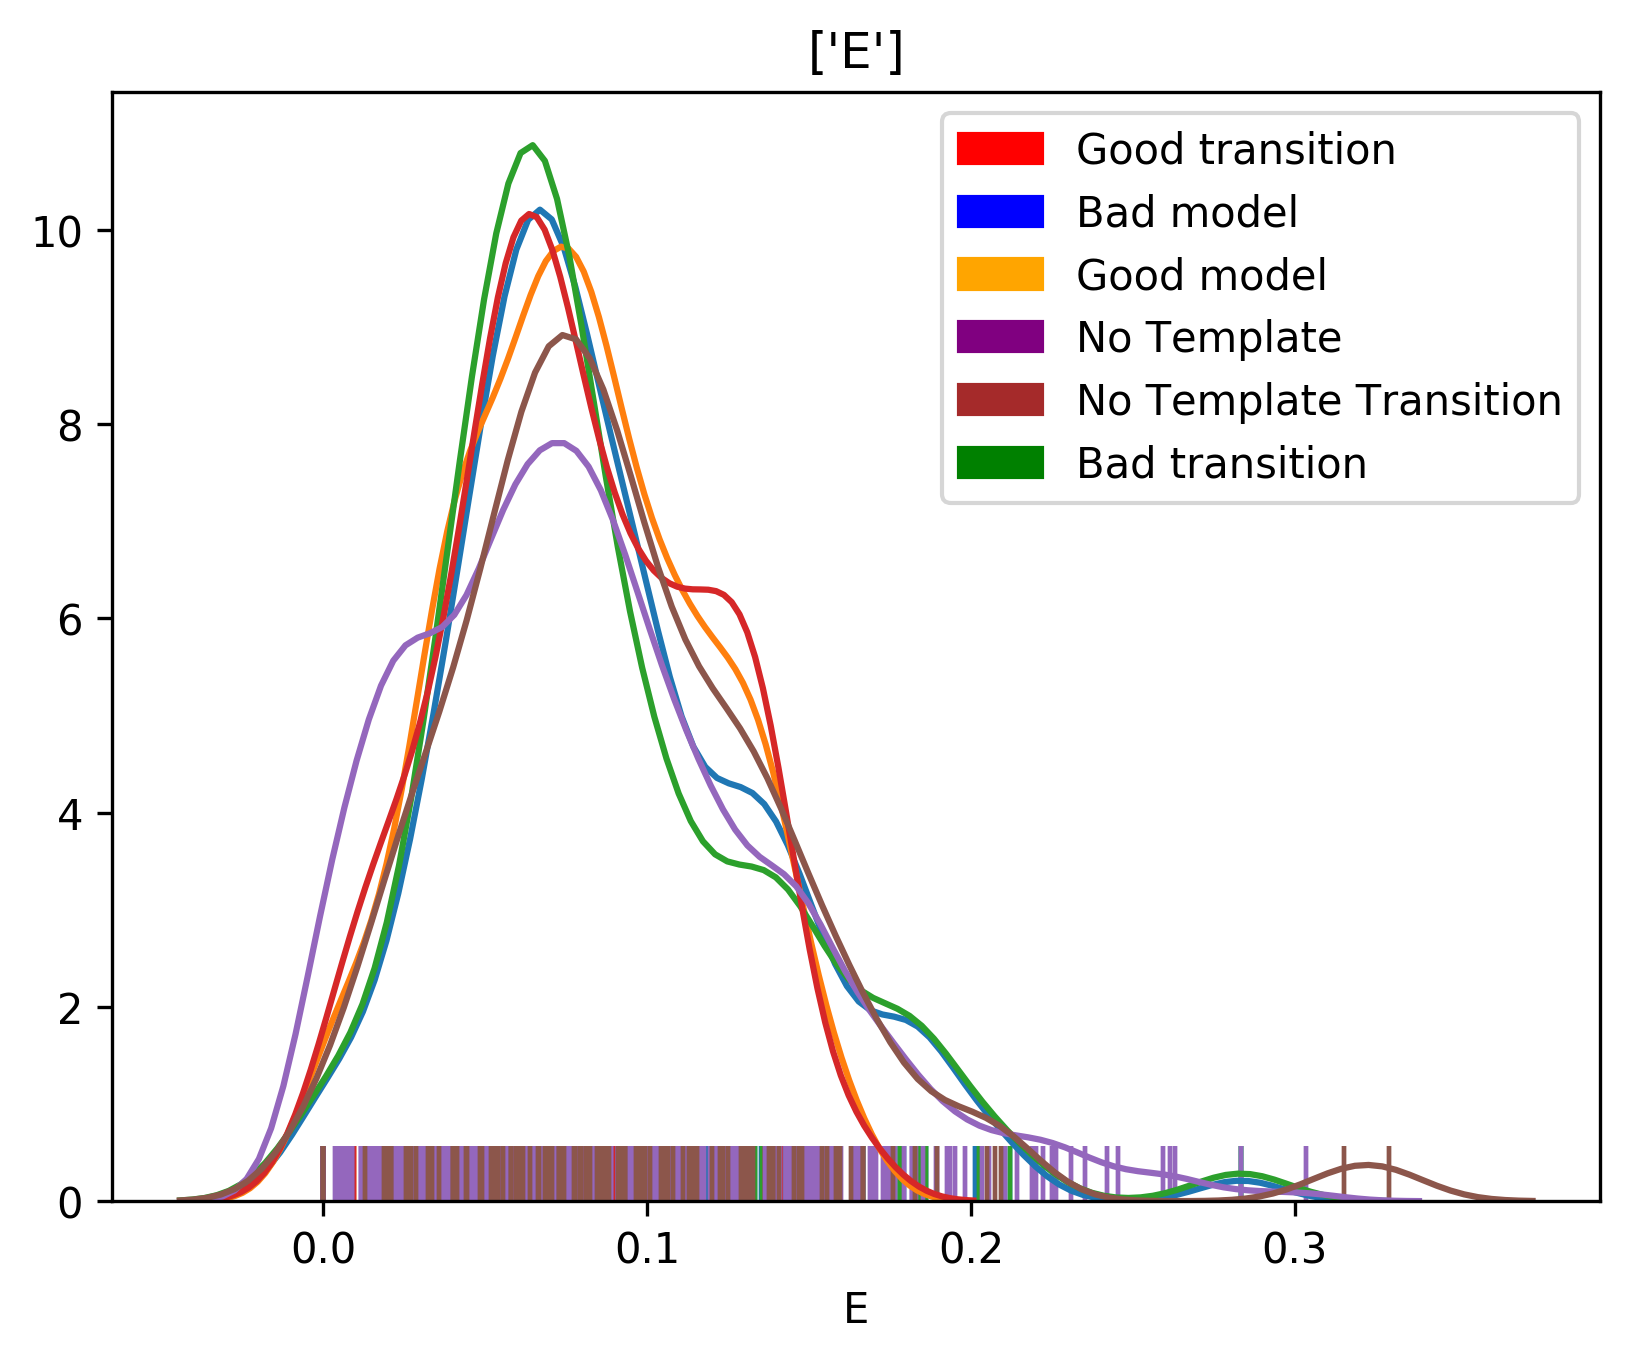 ['E']
Good transition
Bad model
Good model
No Template
No Template Transition
Bad transition
10
8
6
4
2
0
0.0 0.1 0.2 0.3
E